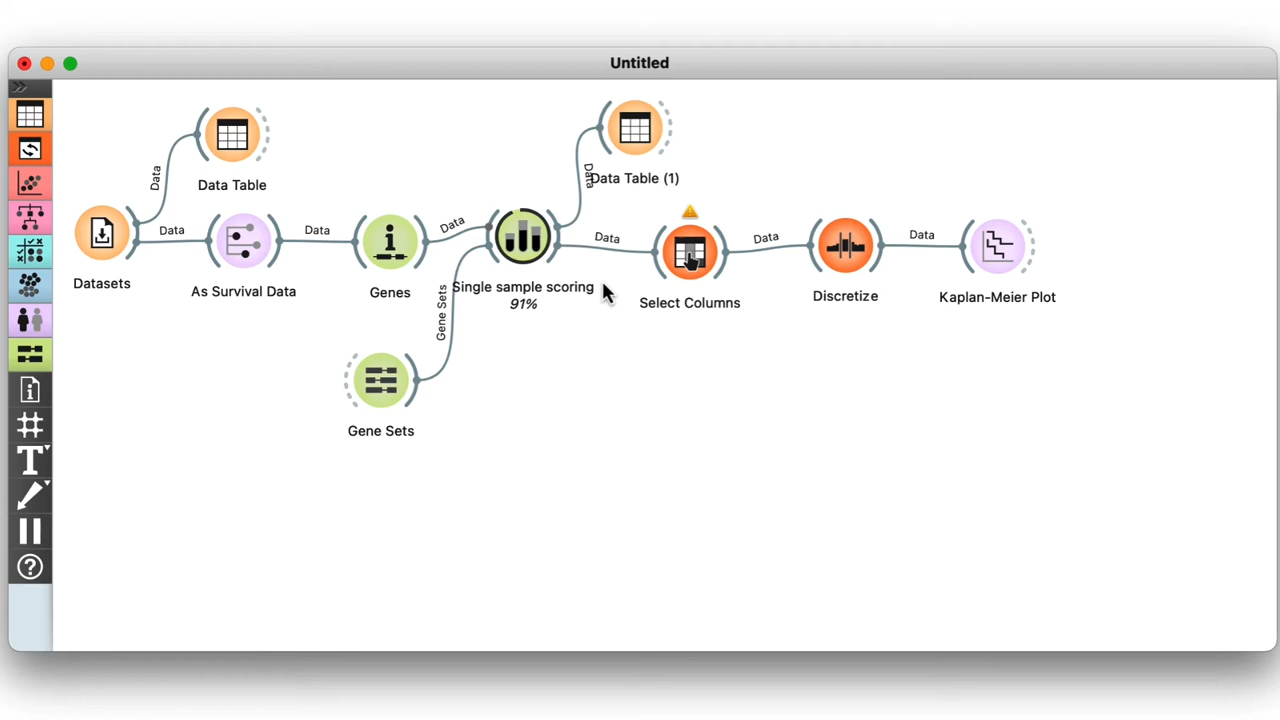 Untitled
Data Table
Data Table (1)
Data
Data
Data
Data
Data
Data
Data
Data
Datasets
As Survival Data
Genes
Single sample scoring
91%
Select Columns
Discretize
Kaplan-Meier Plot
Gene Sets
Gene Sets
T